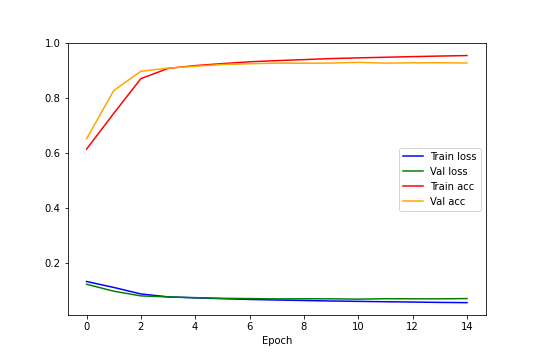 1.0
0.8
0.6
0.4
0.2
Train loss
Val loss
Train acc
Val acc
0 2 4 6 8 10 12 14
Epoch